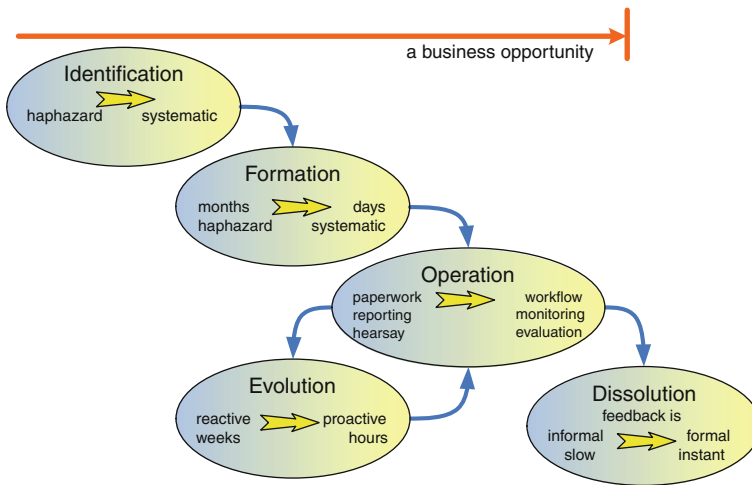 a business opportunity
Identification
haphazard systematic
Formation
months days
haphazard systematic
Operation
paperwork workflow
reporting monitoring
hearsay evaluation
Evolution
reactive proactive
weeks hours
Dissolution
feedback is
informal formal
slow instant